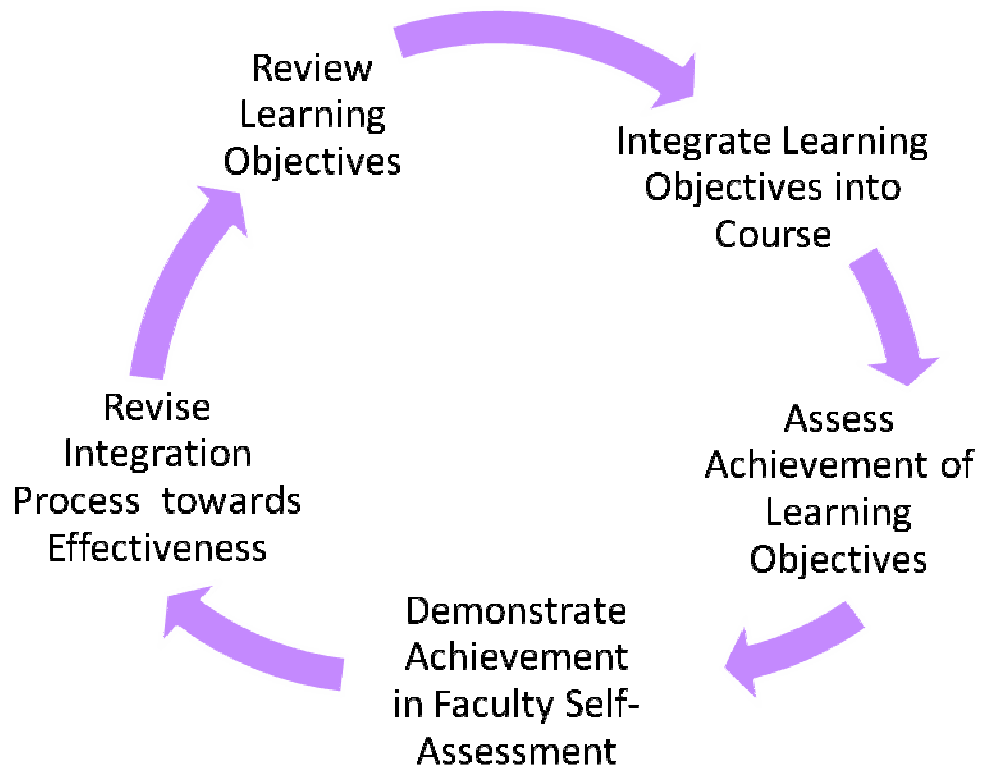 Review
Learning
Objectives
Integrate Learning
Objectives into
Course
Assess
Achievement of
Learning
Objectives
Demonstrate
Achievement
in Faculty Self-
Assessment
Revise
Integration
Process  towards
Effectiveness